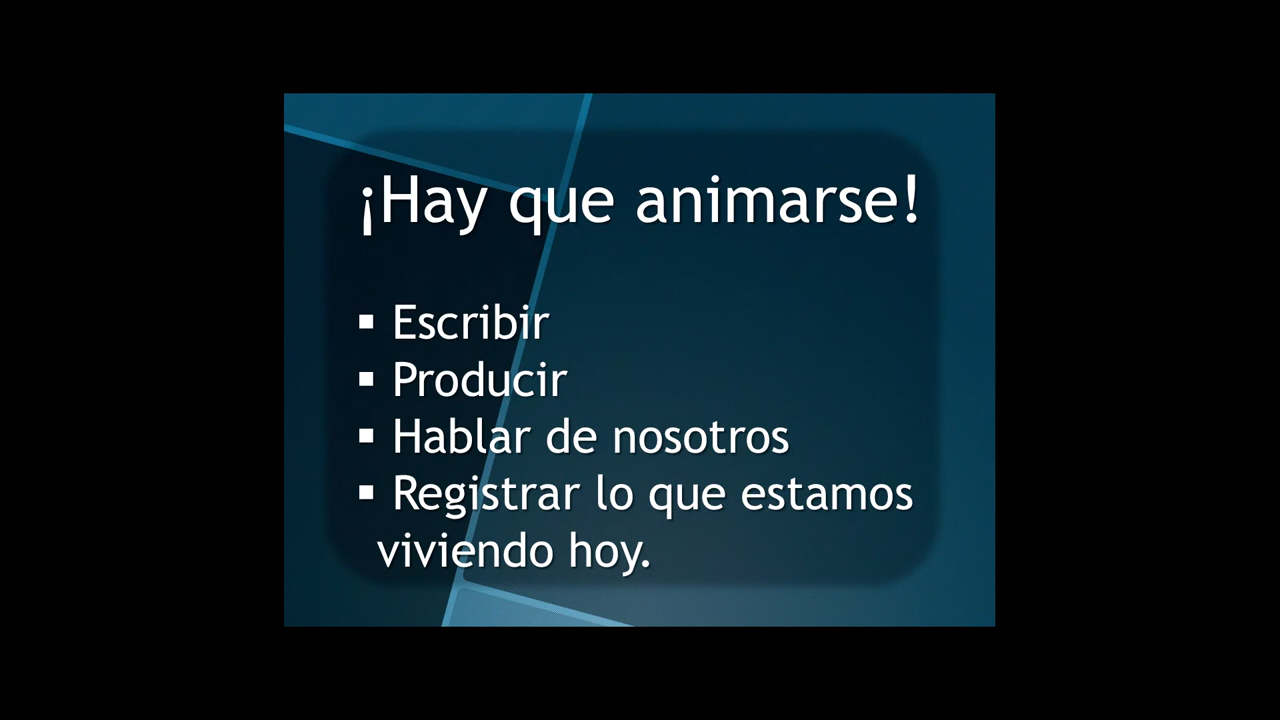 ¡Hay que animarse!
▪ Escribir
▪ Producir
▪ Hablar de nosotros
▪ Registrar lo que estamos
viviendo hoy.